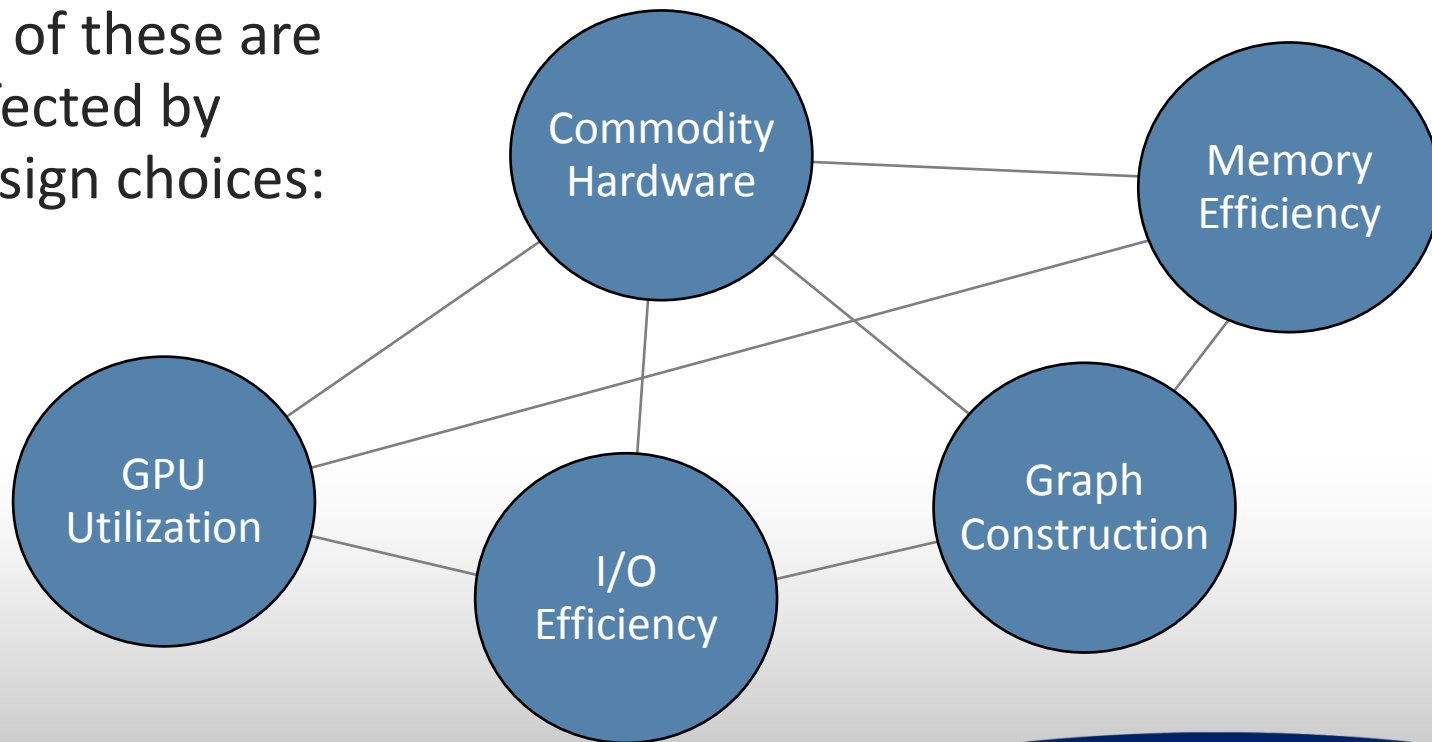 of these are
fected by
sign choices:
Commodity
Hardware
Memory
Efficiency
GPU
Utilization
I/O
Efficiency
Graph
Construction